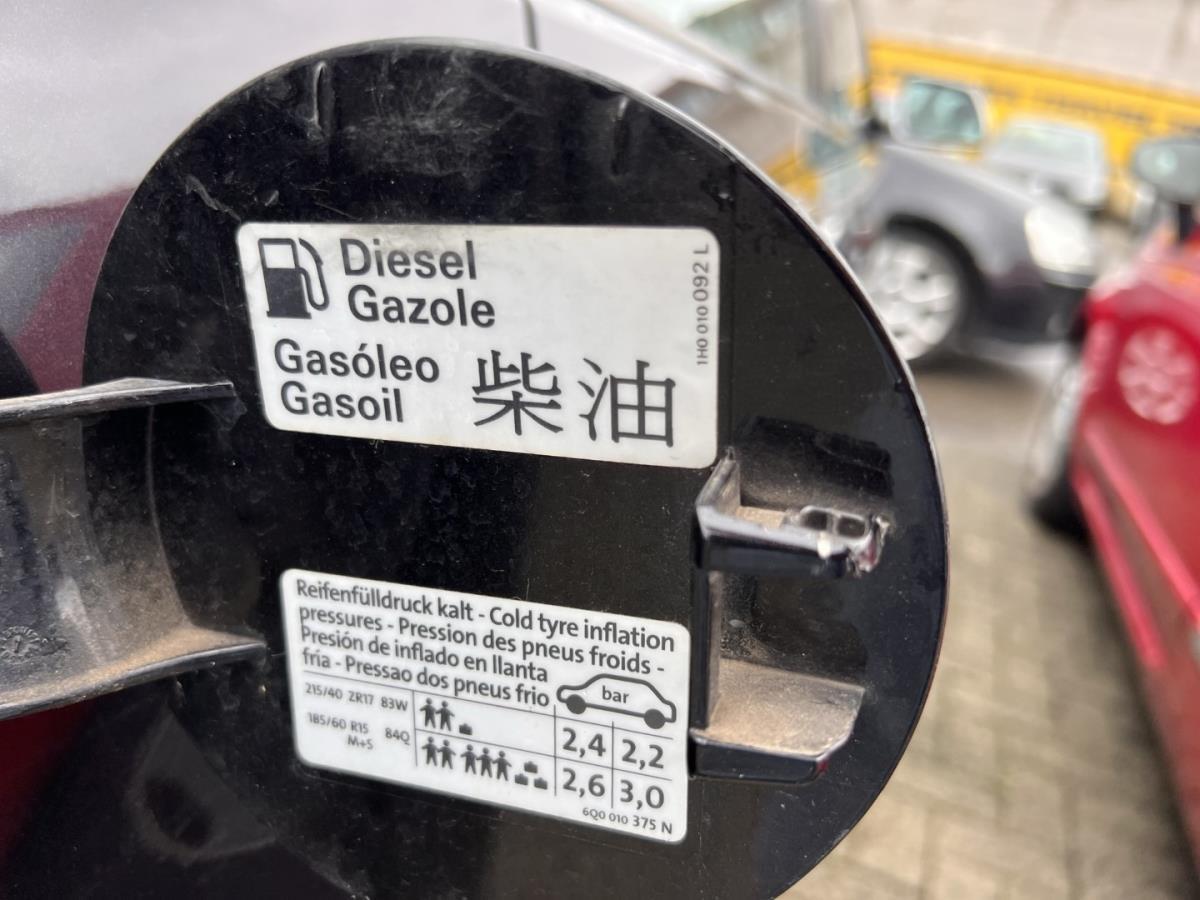 Diesel
Gazole
Gasóleo
Gasoil
柴油
1H0 010 092 L
Reifenfülldruck kalt - Cold tyre inflation
pressures - Pression des pneus froids -
Presión de inflado en llanta
fría - Pressao dos pneus frio
bar
215/40 ZR17 83W
2,4 2,2
185/60 R15 84Q
M+S
2,6 3,0
6Q0 010 375 N